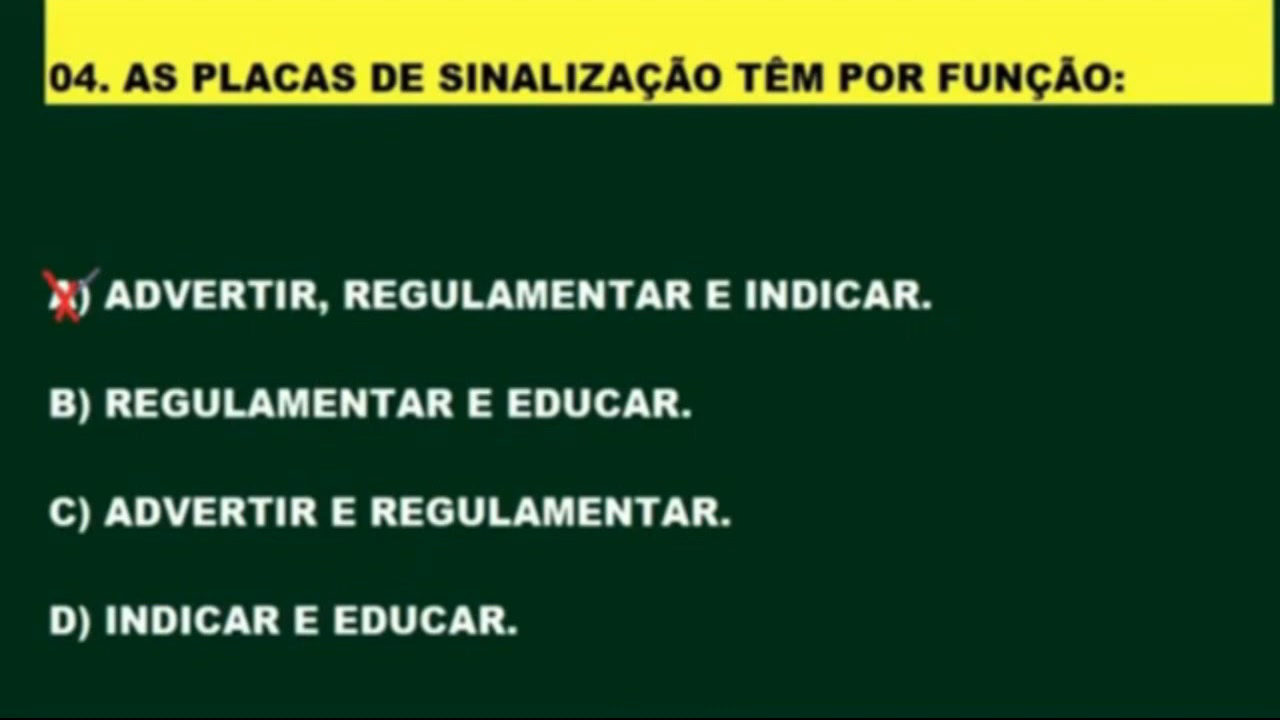 04. AS PLACAS DE SINALIZAÇÃO TÊM POR FUNÇÃO:
A) ADVERTIR, REGULAMENTAR E INDICAR.
B) REGULAMENTAR E EDUCAR.
C) ADVERTIR E REGULAMENTAR.
D) INDICAR E EDUCAR.